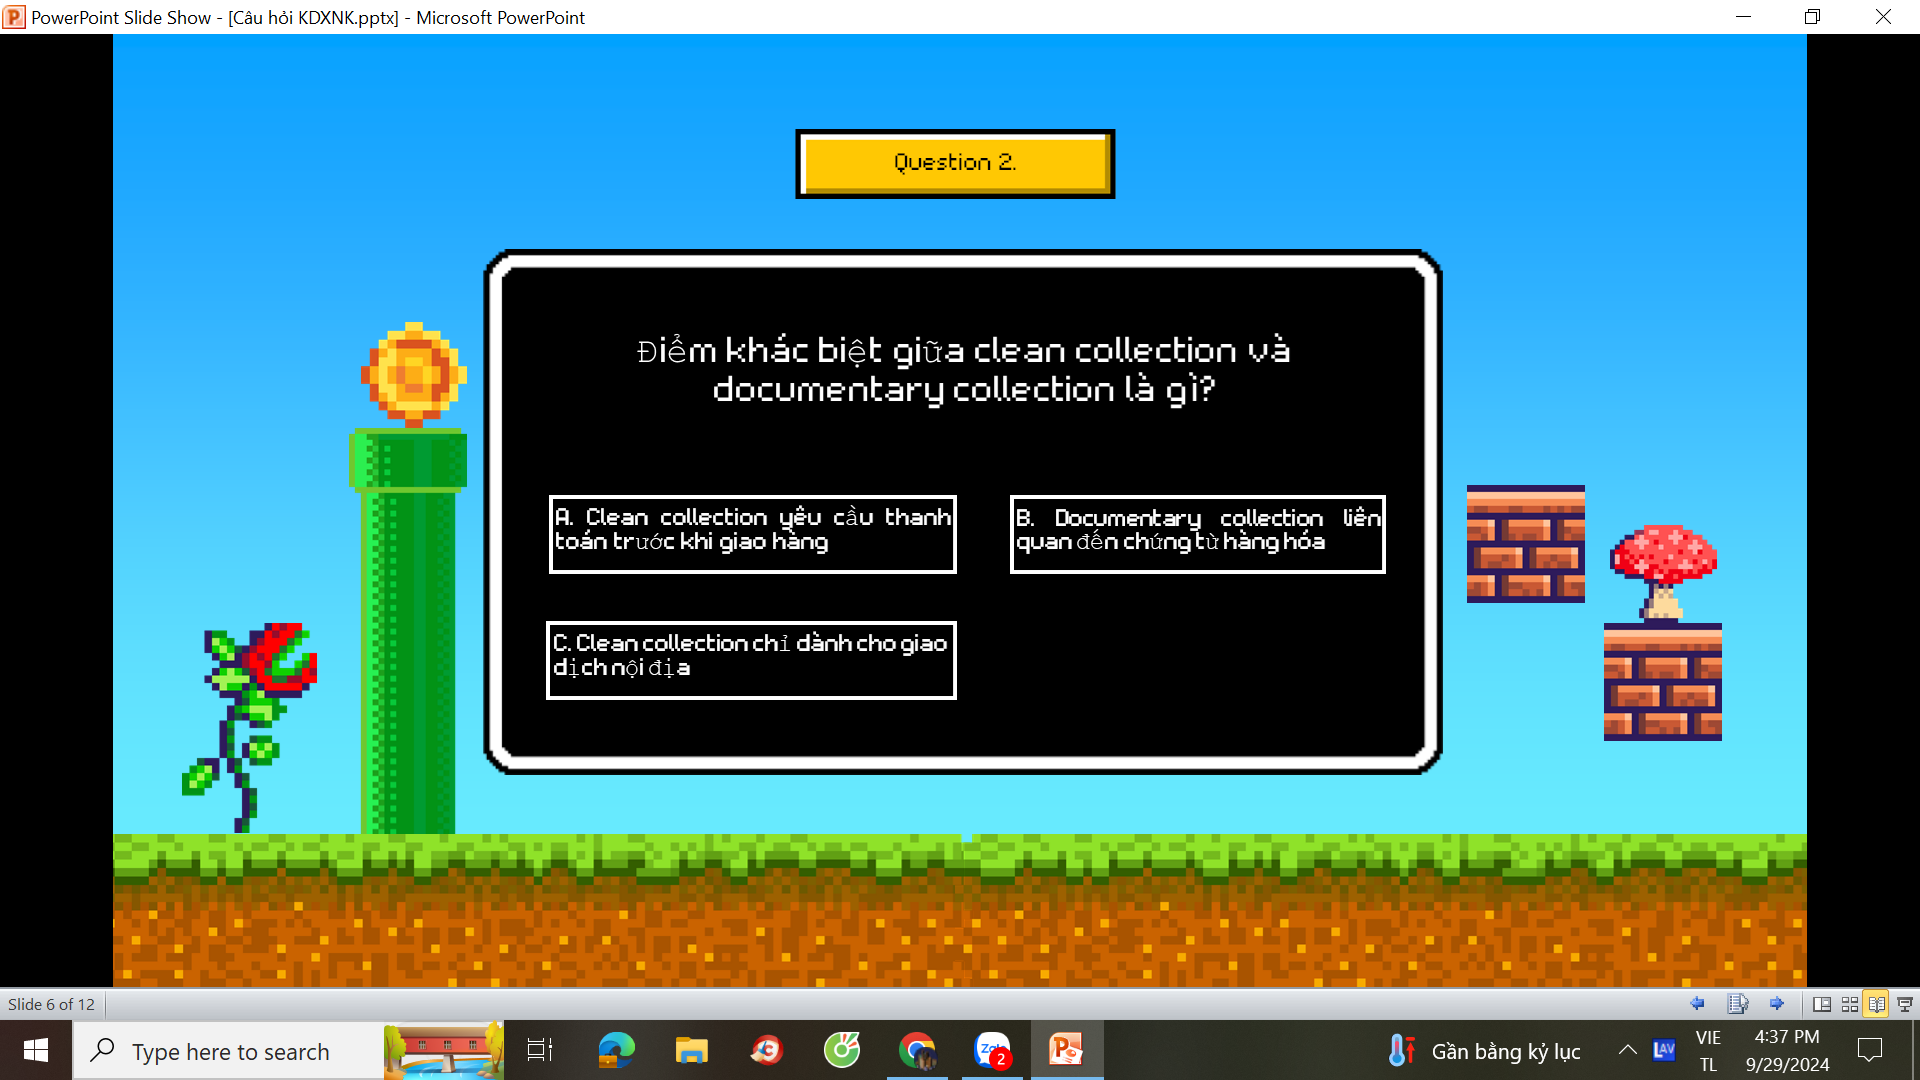 PowerPoint Slide Show - [Câu hỏi KDXNK.pptx] - Microsoft PowerPoint
Question 2.
Điểm khác biệt giữa clean collection và
documentary collection là gì?
A. Clean collection yêu cầu thanh
toán trước khi giao hàng
B. Documentary collection liên
quan đến chứng từ hàng hóa
C. Clean collection chỉ dành cho giao
dịch nội địa
Slide 6 of 12
Type here to search
Zalo
2
Gần bằng kỷ lục
LAV
VIE
TL
4:37 PM
9/29/2024